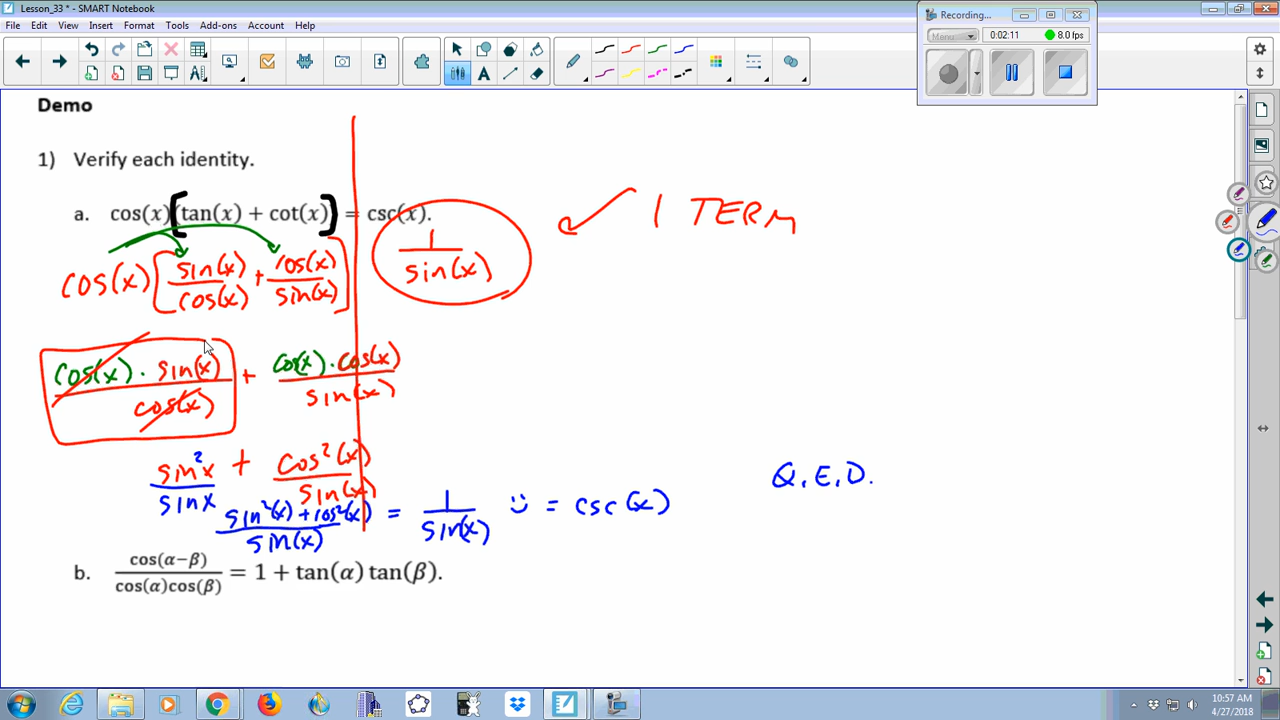 Lesson_33 * - SMART Notebook
File Edit View Insert Format Tools Add-ons Account Help
Recording...
Menu 0:02:11 8.0 fps
Demo
1) Verify each identity.
a. cos(x)[(tan(x) + cot(x)] = csc(x).
1 TERM
cos(x) [sin(x)/cos(x) + cos(x)/sin(x)] 1/sin(x)
cos(x) · sin(x)/cos(x) + cos(x) · cos(x)/sin(x)
sin²x/sinx + cos²(x)/sin(x)
Q.E.D.
sin²(x) + cos²(x)/sin(x) = 1/sin(x) = csc(x)
b. cos(α−β)/cos(α)cos(β) = 1 + tan(α) tan(β).
10:57 AM
4/27/2018